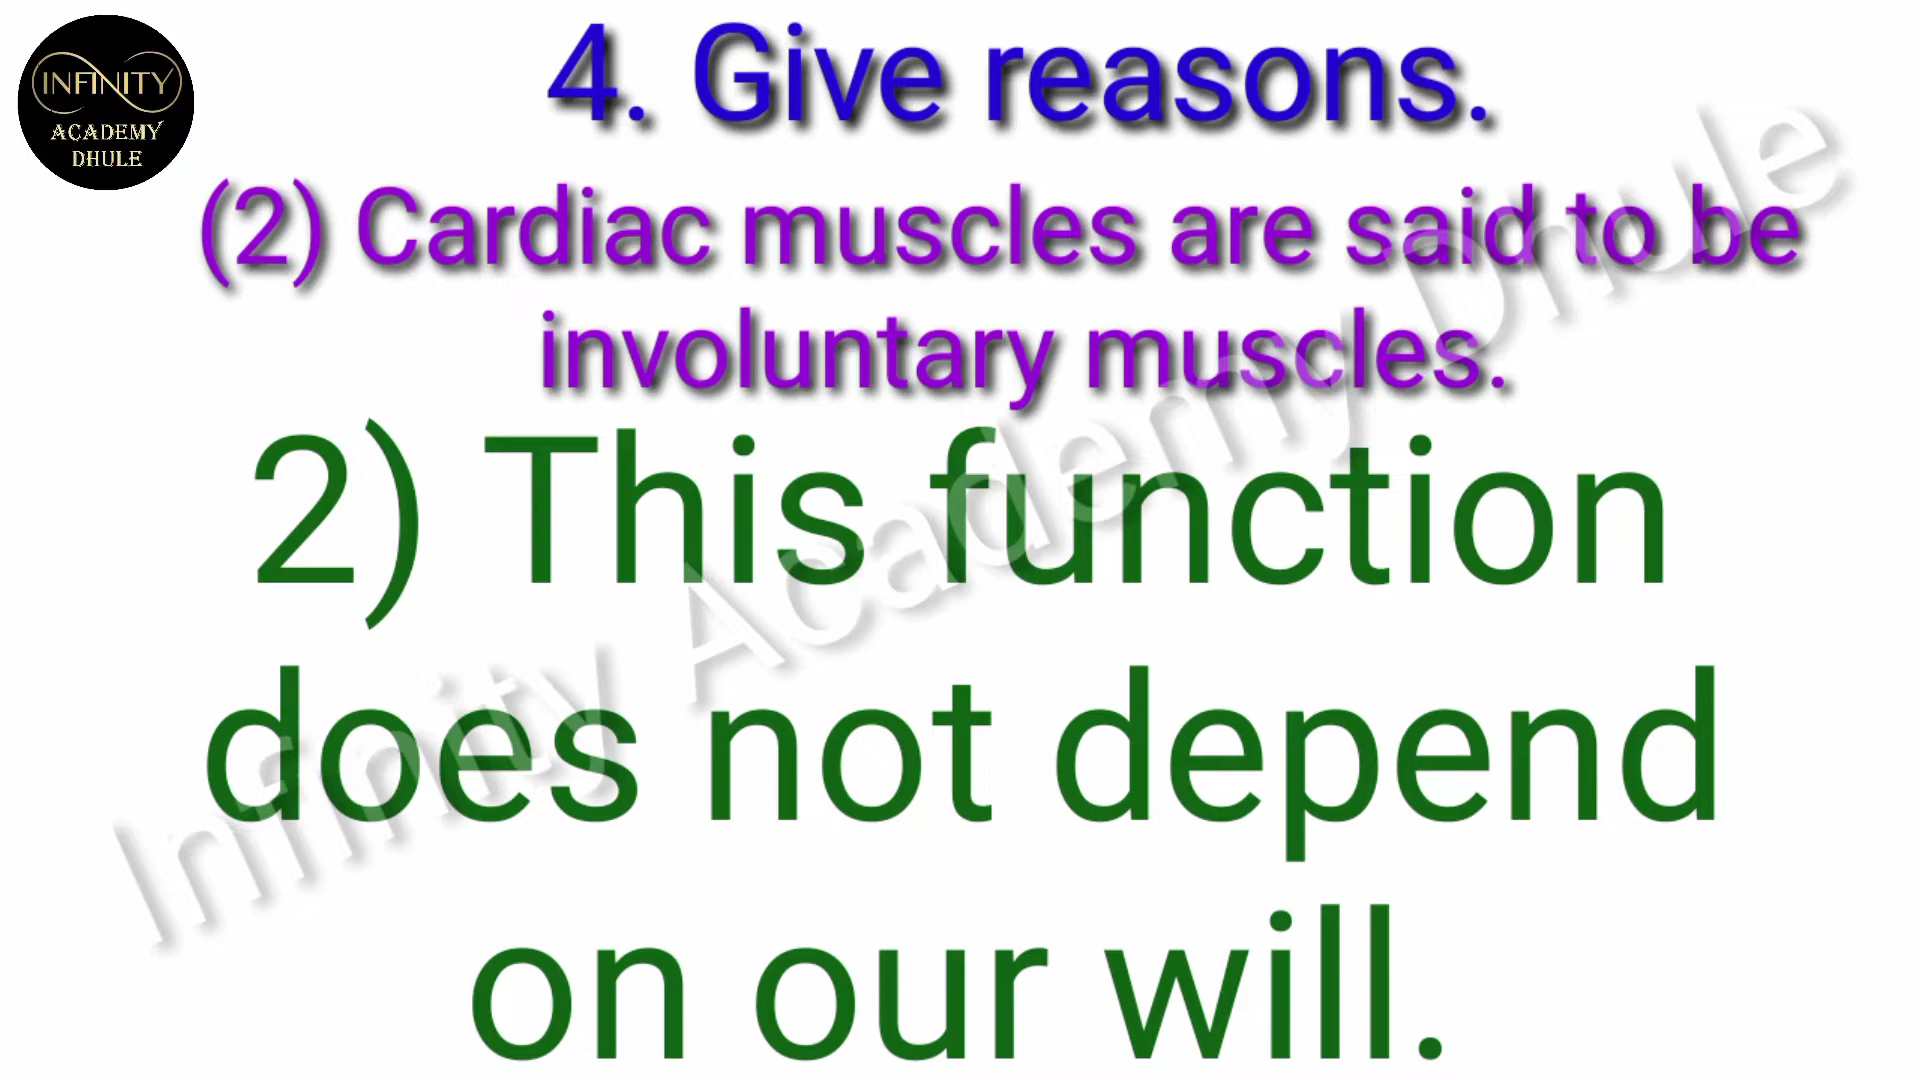 INFINITY
ACADEMY
DHULE
4. Give reasons.
(2) Cardiac muscles are said to be
involuntary muscles.
2) This function
does not depend
on our will.
Infinity Academy Dhule